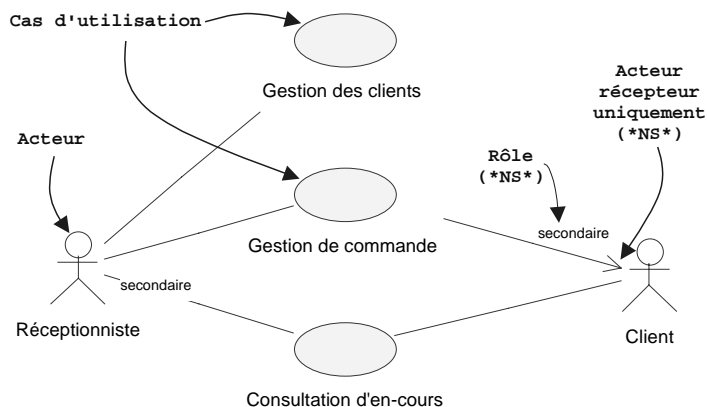 Cas d'utilisation
Gestion des clients
Acteur
récepteur
uniquement
(*NS*)
Acteur
Rôle
(*NS*)
secondaire
Gestion de commande
secondaire
Réceptionniste
Client
Consultation d'en-cours